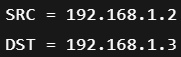 SRC = 192.168.1.2
DST = 192.168.1.3